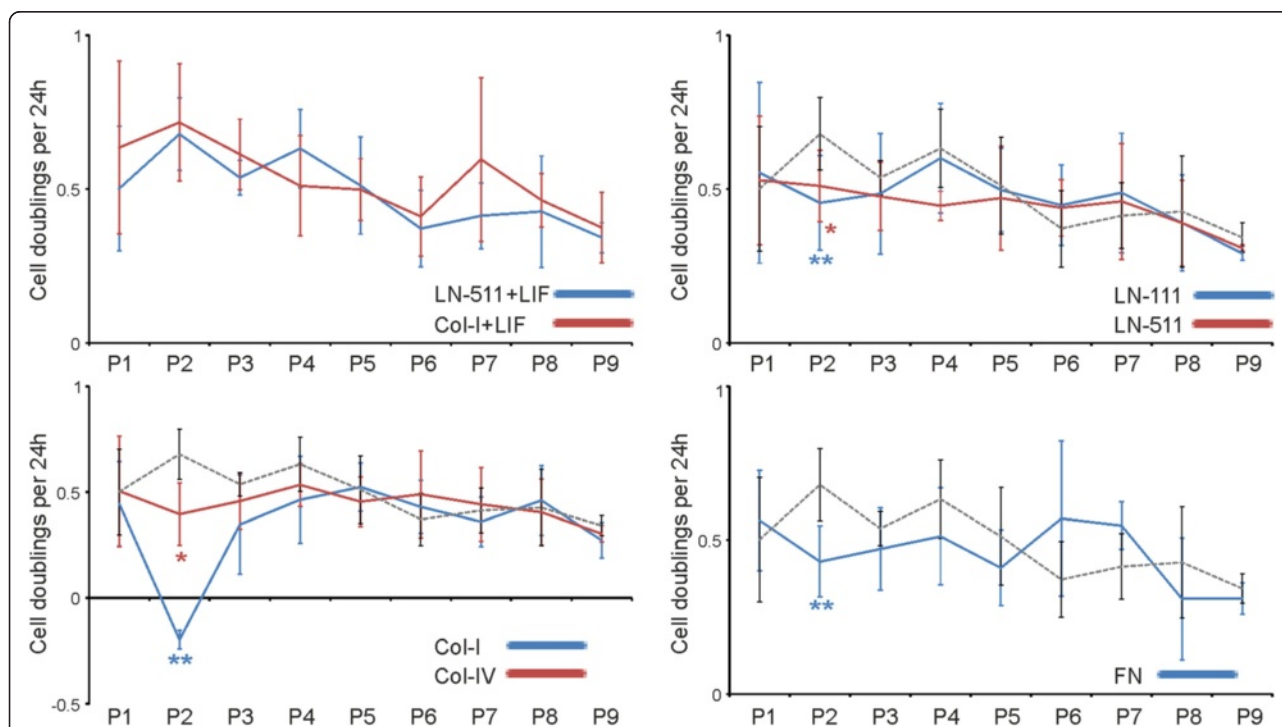 1
Cell doublings per 24h
0.5
LN-511+LIF
Col-I+LIF
0
P1 P2 P3 P4 P5 P6 P7 P8 P9
1
Cell doublings per 24h
0.5
*
**
LN-111
LN-511
0
P1 P2 P3 P4 P5 P6 P7 P8 P9
1
Cell doublings per 24h
0.5
*
0
**
Col-I
Col-IV
-0.5
P1 P2 P3 P4 P5 P6 P7 P8 P9
1
Cell doublings per 24h
0.5
**
FN
0
P1 P2 P3 P4 P5 P6 P7 P8 P9